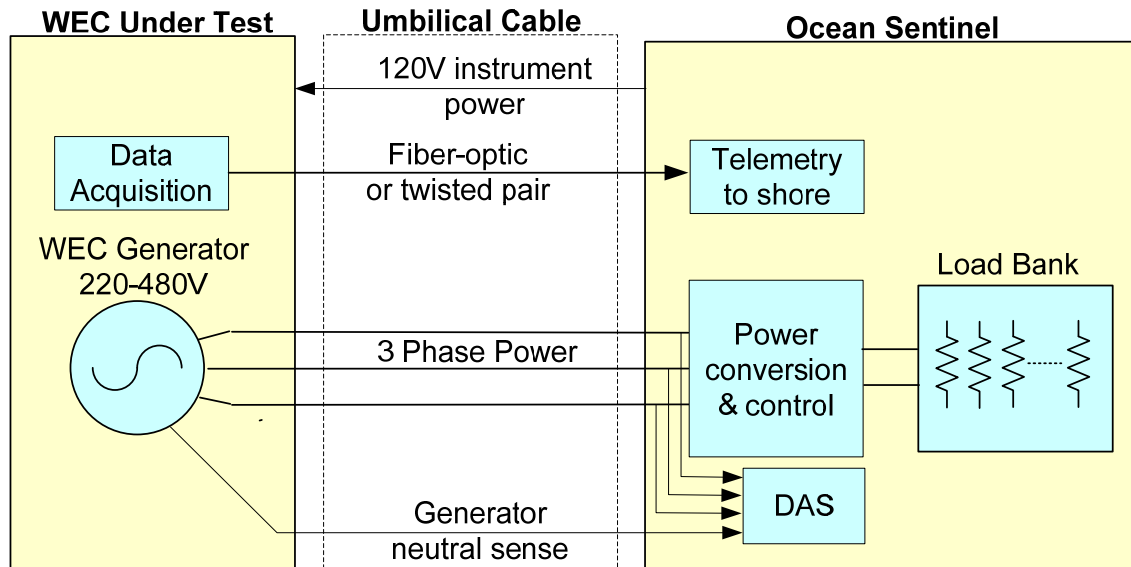 WEC Under Test
Umbilical Cable
Ocean Sentinel
120V instrument
power
Data
Acquisition
Fiber-optic
or twisted pair
Telemetry
to shore
WEC Generator
220-480V
Load Bank
3 Phase Power
Power
conversion
& control
Generator
neutral sense
DAS